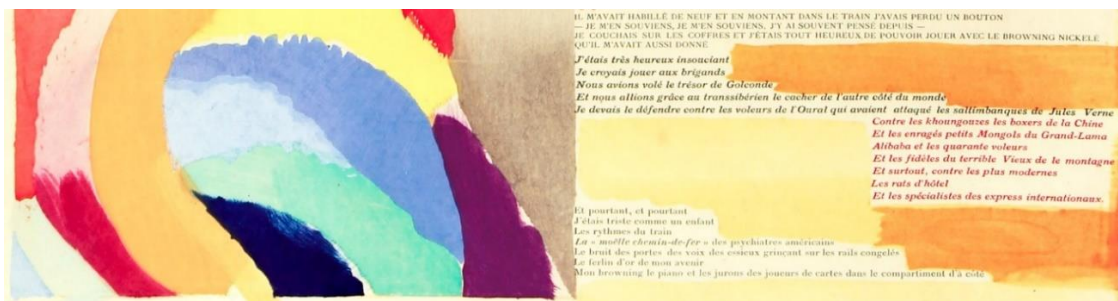 IL M'AVAIT HABILLÉ DE NEUF ET EN MONTANT DANS LE TRAIN J'AVAIS PERDU UN BOUTON
— JE M'EN SOUVIENS, JE M'EN SOUVIENS, J'Y AI SOUVENT PENSÉ DEPUIS —
JE COUCHAIS SUR LES COFFRES ET J'ÉTAIS TOUT HEUREUX DE POUVOIR JOUER AVEC LE BROWNING NICKELÉ
QU'IL M'AVAIT AUSSI DONNÉ
J'étais très heureux insouciant
Je croyais jouer aux brigands
Nous avions volé le trésor de Golconde
Et nous allions grâce au transsibérien le cacher de l'autre côté du monde
Je devais le défendre contre les voleurs de l'Oural qui avaient attaqué les saltimbanques de Jules Verne
Contre les khoungouzes les boxers de la Chine
Et les enragés petits Mongols du Grand-Lama
Alibaba et les quarante voleurs
Et les fidèles du terrible Vieux de le montagne
Et surtout, contre les plus modernes
Les rats d'hôtel
Et les spécialistes des express internationaux.
Et pourtant, et pourtant
J'étais triste comme un enfant
Les rythmes du train
La « moëlle chemin-de-fer » des psychiatres américains
Le bruit des portes des voix des essieux grinçant sur les rails congelés
Le ferlin d'or de mon avenir
Mon browning le piano et les jurons des joueurs de cartes dans le compartiment d'à côté